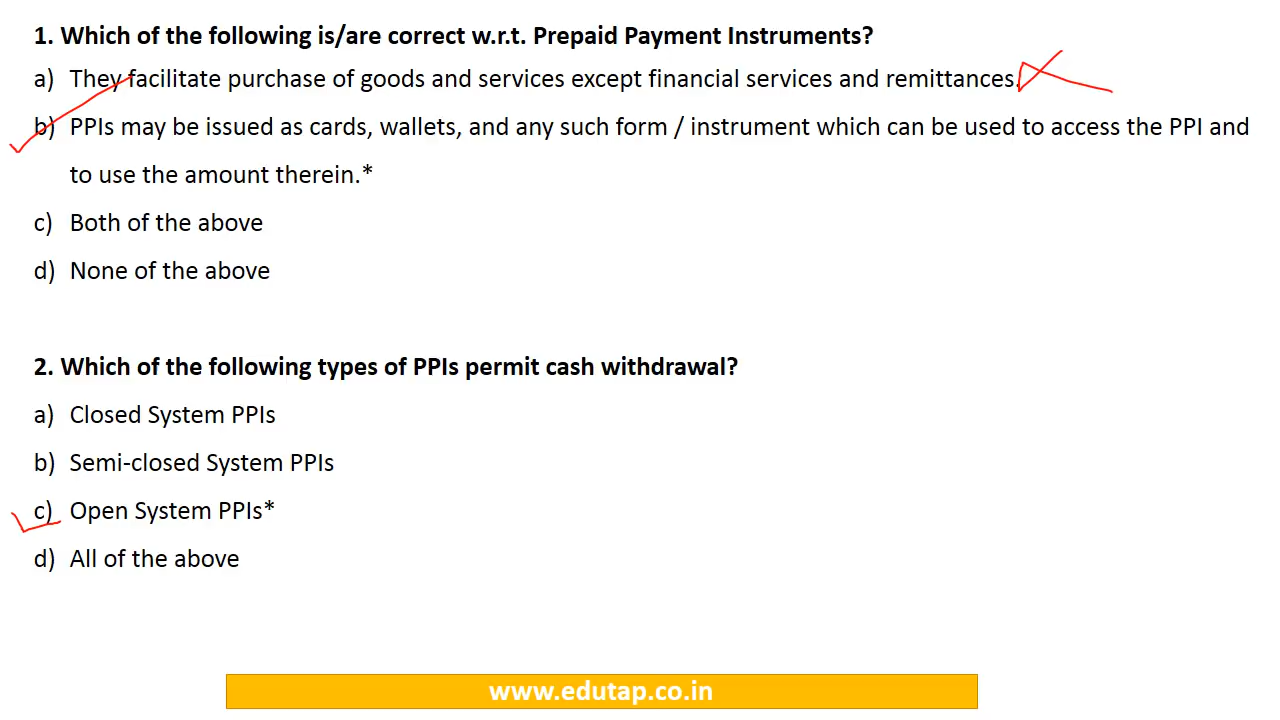 1. Which of the following is/are correct w.r.t. Prepaid Payment Instruments?
a) They facilitate purchase of goods and services except financial services and remittances.
b) PPIs may be issued as cards, wallets, and any such form / instrument which can be used to access the PPI and
to use the amount therein.*
c) Both of the above
d) None of the above
2. Which of the following types of PPIs permit cash withdrawal?
a) Closed System PPIs
b) Semi-closed System PPIs
c) Open System PPIs*
d) All of the above
www.edutap.co.in